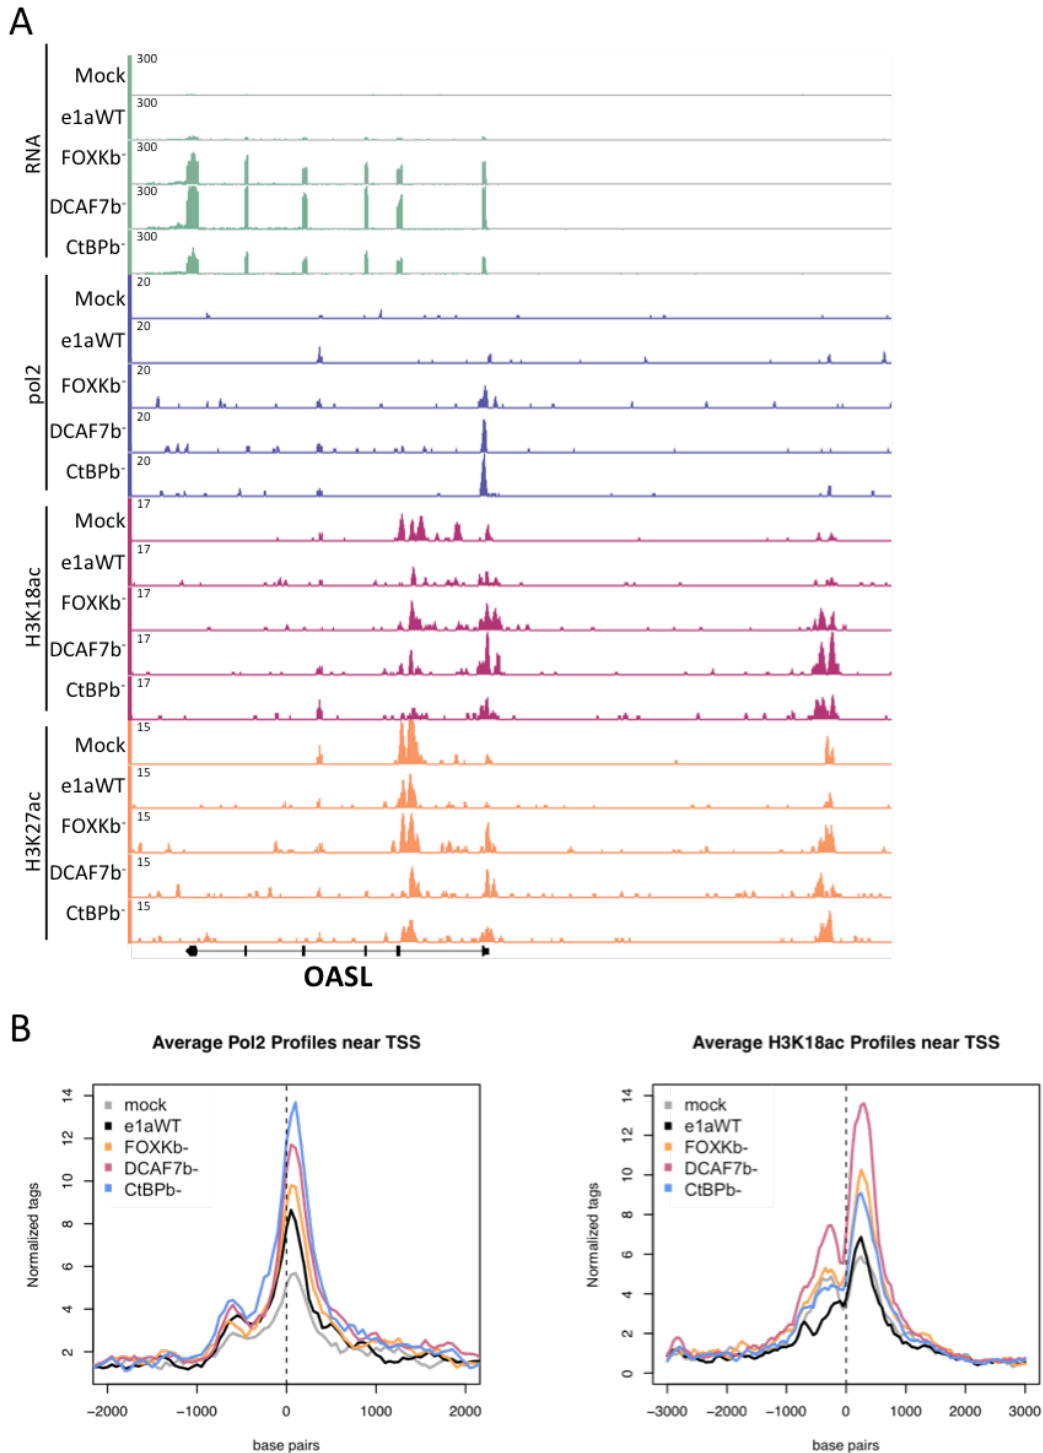 A
RNA
Mock
300
e1aWT
300
FOXKb-
300
DCAF7b-
300
CtBPb-
300
pol2
Mock
20
e1aWT
20
FOXKb-
20
DCAF7b-
20
CtBPb-
20
H3K18ac
Mock
17
e1aWT
17
FOXKb-
17
DCAF7b-
17
CtBPb-
17
H3K27ac
Mock
15
e1aWT
15
FOXKb-
15
DCAF7b-
15
CtBPb-
15
OASL
B
Average Pol2 Profiles near TSS
Normalized tags
14
12
10
8
6
4
2
mock
e1aWT
FOXKb-
DCAF7b-
CtBPb-
−2000 −1000 0 1000 2000
base pairs
Average H3K18ac Profiles near TSS
Normalized tags
14
12
10
8
6
4
2
0
mock
e1aWT
FOXKb-
DCAF7b-
CtBPb-
−3000 −2000 −1000 0 1000 2000 3000
base pairs